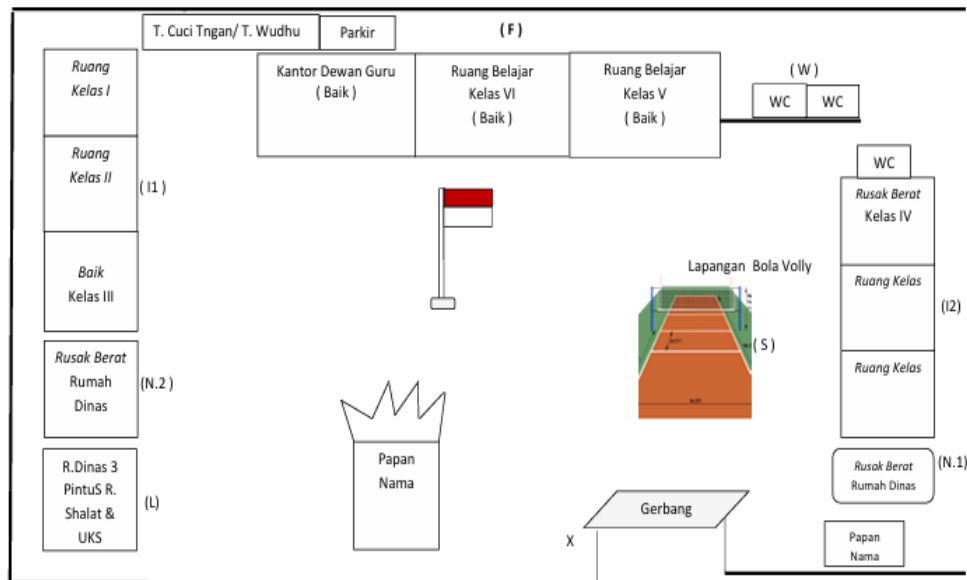 T. Cuci Tngan/ T. Wudhu
Parkir
( F )
Ruang
Kelas I
Kantor Dewan Guru
( Baik )
Ruang Belajar
Kelas VI
( Baik )
Ruang Belajar
Kelas V
( Baik )
( W )
WC
WC
Ruang
Kelas II
( I1 )
WC
Rusak Berat
Kelas IV
Baik
Kelas III
Lapangan Bola Volly
( S )
Ruang Kelas
(I2)
Ruang Kelas
Rusak Berat
Rumah
Dinas
(N.2 )
Papan
Nama
R.Dinas 3
PintuS R.
Shalat &
UKS
(L)
Rusak Berat
Rumah Dinas
(N.1)
Gerbang
X
Papan
Nama